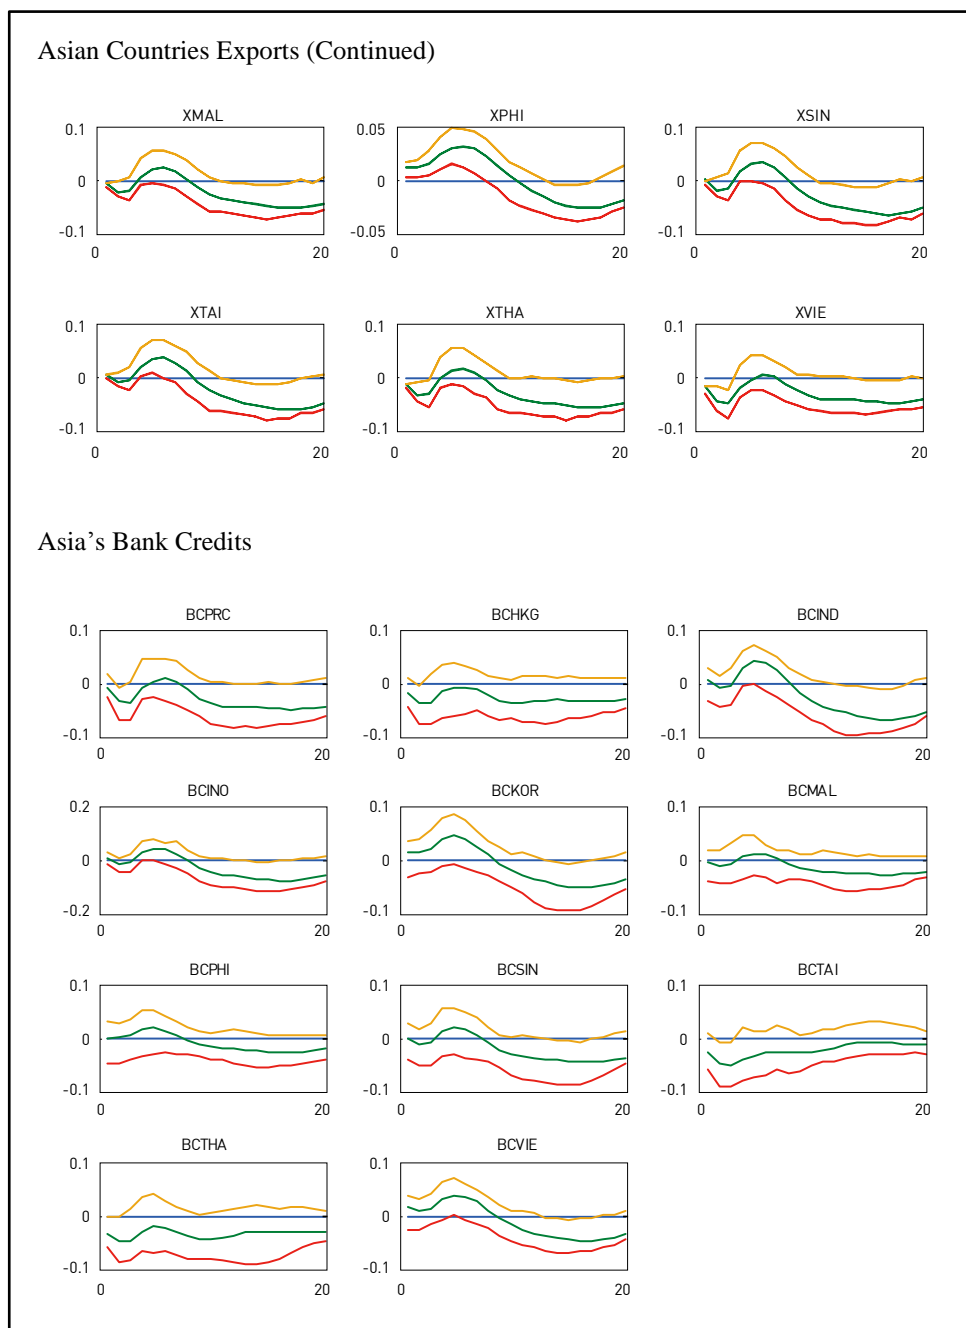 Asian Countries Exports (Continued)
XMAL XPHI XSIN
0.1 0.05 0.1
0 0 0
-0.1 -0.05 -0.1
0 20 0 20 0 20
XTAI XTHA XVIE
0.1 0.1 0.1
0 0 0
-0.1 -0.1 -0.1
0 20 0 20 0 20
Asia’s Bank Credits
BCPRC BCHKG BCIND
0.1 0.1 0.1
0 0 0
-0.1 -0.1 -0.1
0 20 0 20 0 20
BCINO BCKOR BCMAL
0.2 0.1 0.1
0 0 0
-0.2 -0.1 -0.1
0 20 0 20 0 20
BCPHI BCSIN BCTAI
0.1 0.1 0.1
0 0 0
-0.1 -0.1 -0.1
0 20 0 20 0 20
BCTHA BCVIE
0.1 0.1
0 0
-0.1 -0.1
0 20 0 20